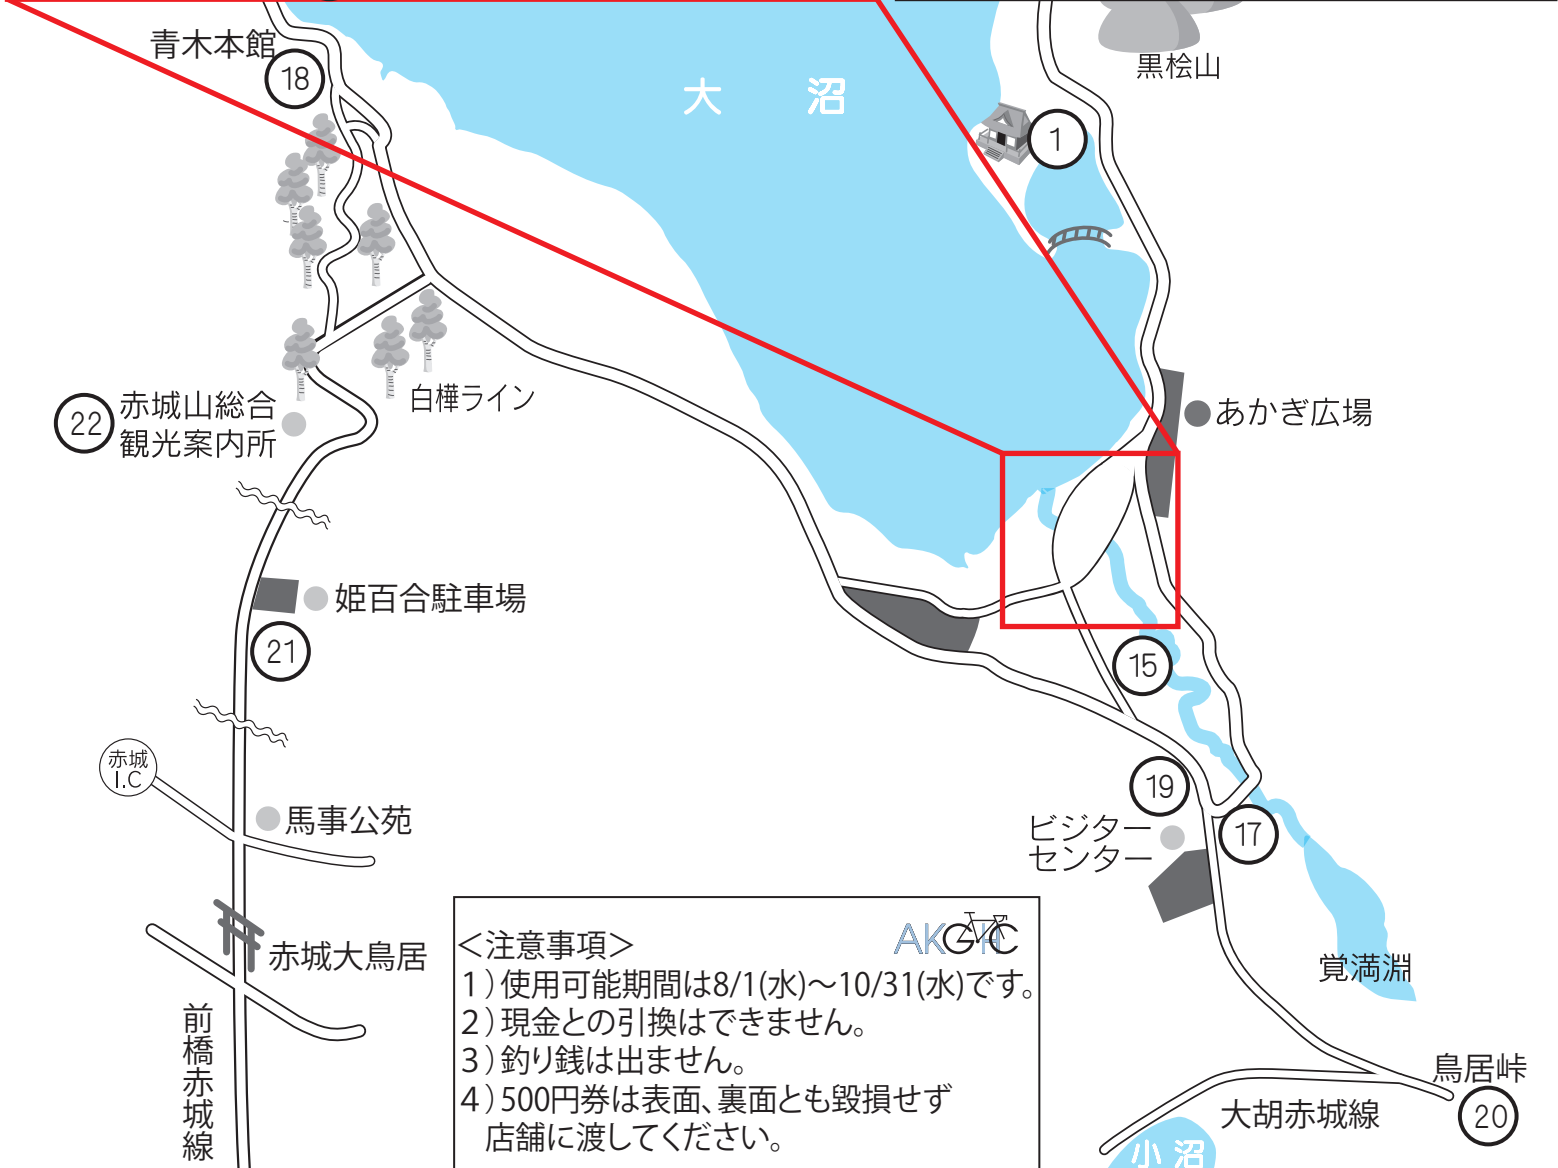 青木本館
18
大 沼
黒桧山
1
白樺ライン
22
赤城山総合
観光案内所
あかぎ広場
姫百合駐車場
21
15
赤城
I.C
馬事公苑
19
ビジター
センター
17
赤城大鳥居
前橋赤城線
覚満淵
鳥居峠
20
大胡赤城線
小 沼
AKGHC
＜注意事項＞
1）使用可能期間は8/1(水)～10/31(水)です。
2）現金との引換はできません。
3）釣り銭は出ません。
4）500円券は表面、裏面とも毀損せず
店舗に渡してください。